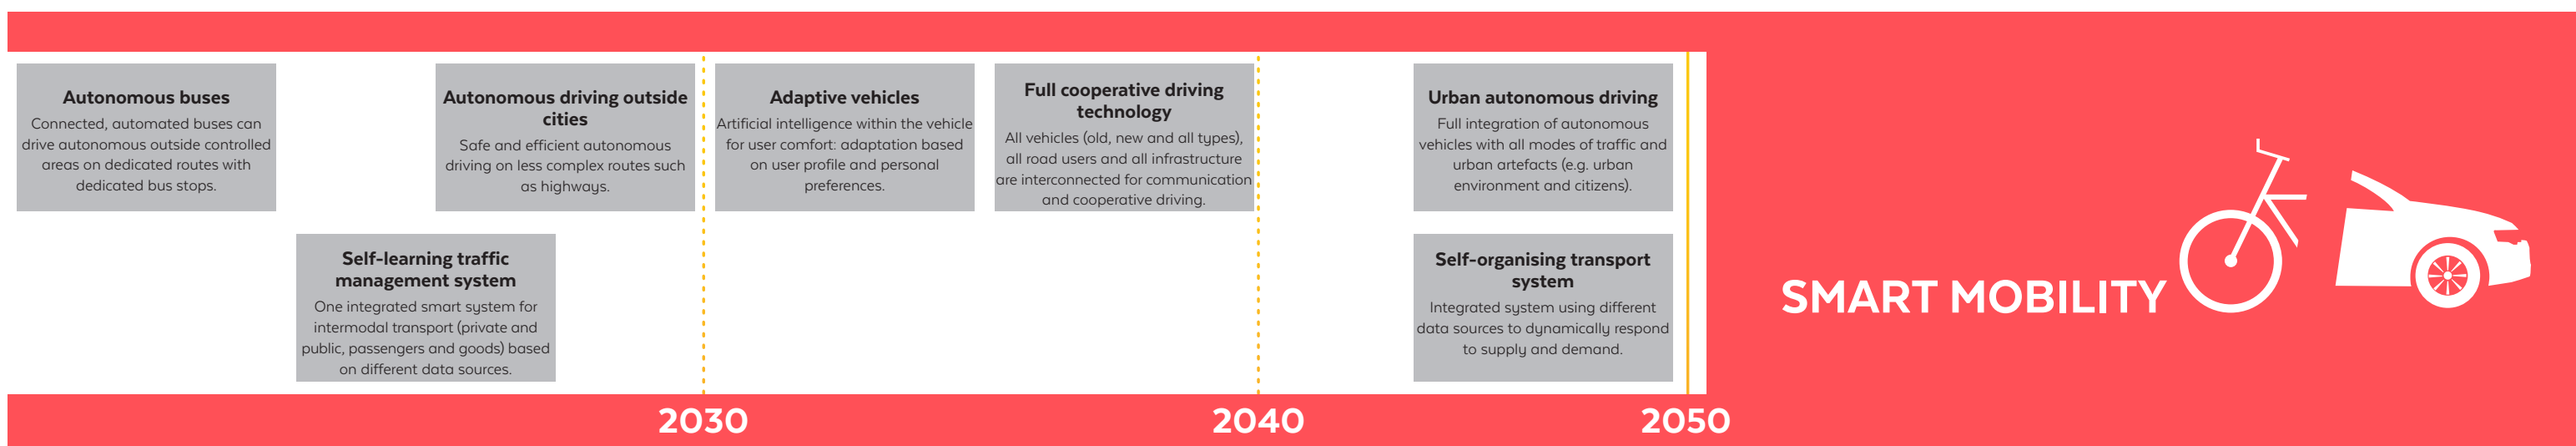 Autonomous buses
Connected, automated buses can
drive autonomous outside controlled
areas on dedicated routes with
dedicated bus stops.
Self-learning traffic
management system
One integrated smart system for
intermodal transport (private and
public, passengers and goods) based
on different data sources.
Autonomous driving outside
cities
Safe and efficient autonomous
driving on less complex routes such
as highways.
Adaptive vehicles
Artificial intelligence within the vehicle
for user comfort: adaptation based
on user profile and personal
preferences.
Full cooperative driving
technology
All vehicles (old, new and all types),
all road users and all infrastructure
are interconnected for communication
and cooperative driving.
Urban autonomous driving
Full integration of autonomous
vehicles with all modes of traffic and
urban artefacts (e.g. urban
environment and citizens).
Self-organising transport
system
Integrated system using different
data sources to dynamically respond
to supply and demand.
2030
2040
2050
SMART MOBILITY